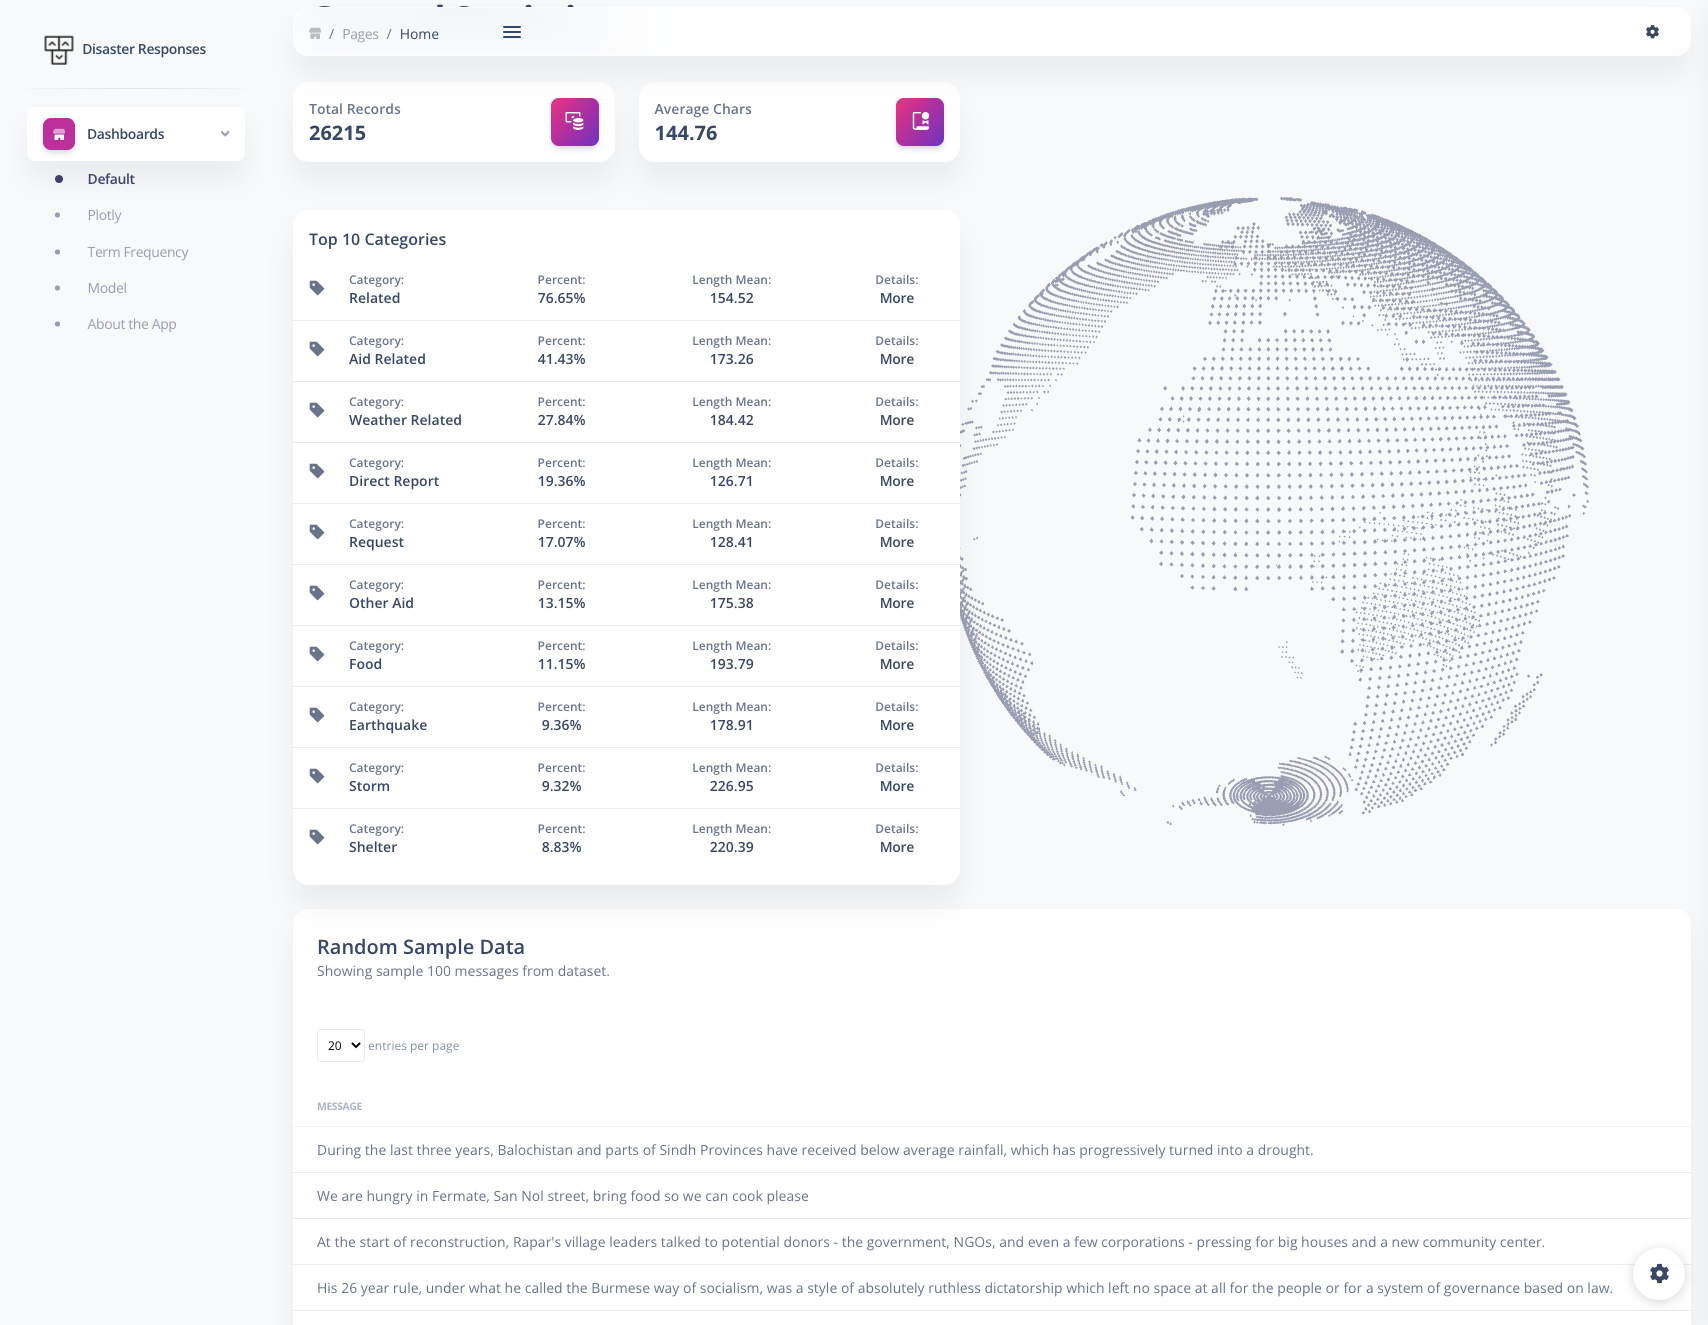 Disaster Responses
Dashboards
Default
Plotly
Term Frequency
Model
About the App
/ Pages / Home
Total Records
26215
Average Chars
144.76
Top 10 Categories
Category: Percent: Length Mean: Details:
Related 76.65% 154.52 More
Category: Percent: Length Mean: Details:
Aid Related 41.43% 173.26 More
Category: Percent: Length Mean: Details:
Weather Related 27.84% 184.42 More
Category: Percent: Length Mean: Details:
Direct Report 19.36% 126.71 More
Category: Percent: Length Mean: Details:
Request 17.07% 128.41 More
Category: Percent: Length Mean: Details:
Other Aid 13.15% 175.38 More
Category: Percent: Length Mean: Details:
Food 11.15% 193.79 More
Category: Percent: Length Mean: Details:
Earthquake 9.36% 178.91 More
Category: Percent: Length Mean: Details:
Storm 9.32% 226.95 More
Category: Percent: Length Mean: Details:
Shelter 8.83% 220.39 More
Random Sample Data
Showing sample 100 messages from dataset.
20 entries per page
MESSAGE
During the last three years, Balochistan and parts of Sindh Provinces have received below average rainfall, which has progressively turned into a drought.
We are hungry in Fermate, San Nol street, bring food so we can cook please
At the start of reconstruction, Rapar's village leaders talked to potential donors - the government, NGOs, and even a few corporations - pressing for big houses and a new community center.
His 26 year rule, under what he called the Burmese way of socialism, was a style of absolutely ruthless dictatorship which left no space at all for the people or for a system of governance based on law.